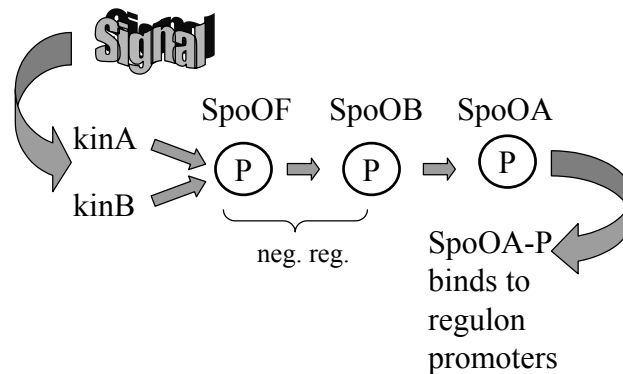 Signal
SpoOF SpoOB SpoOA
kinA
P P P
kinB
neg. reg.
SpoOA-P
binds to
regulon
promoters